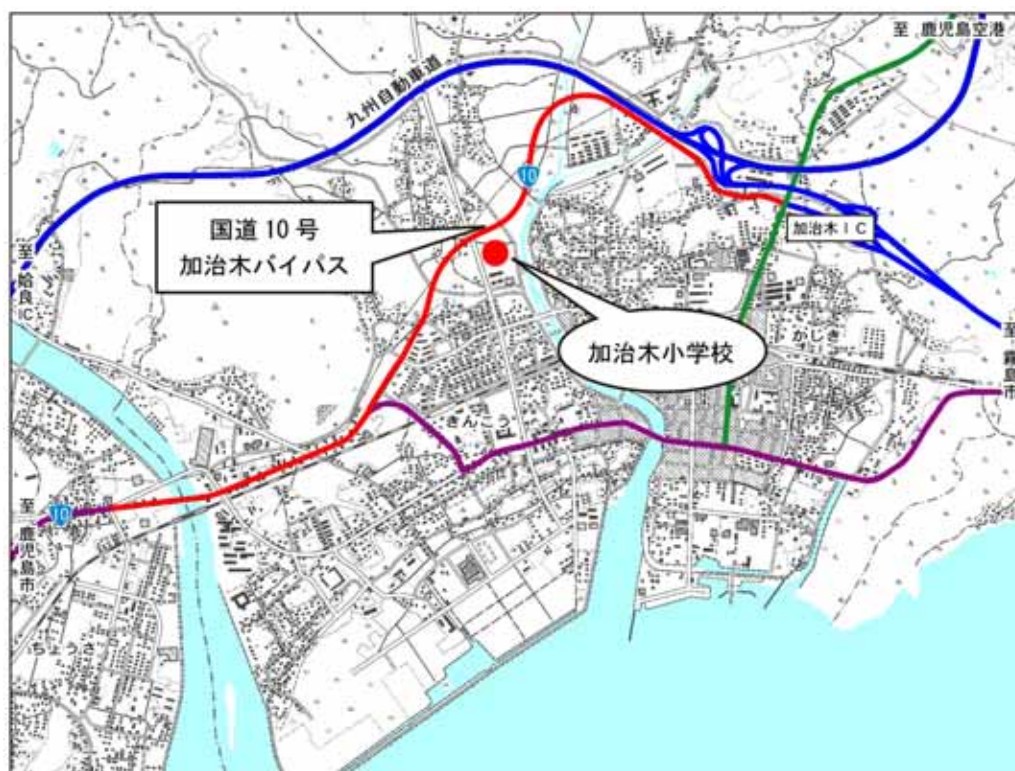 至 鹿児島空港
九州自動車道
10
国道 10 号
加治木バイパス
加治木ＩＣ
至 姶良IC
加治木小学校
かじき
至 霧島市
きんこう
10
至 鹿児島市
ちょうさ